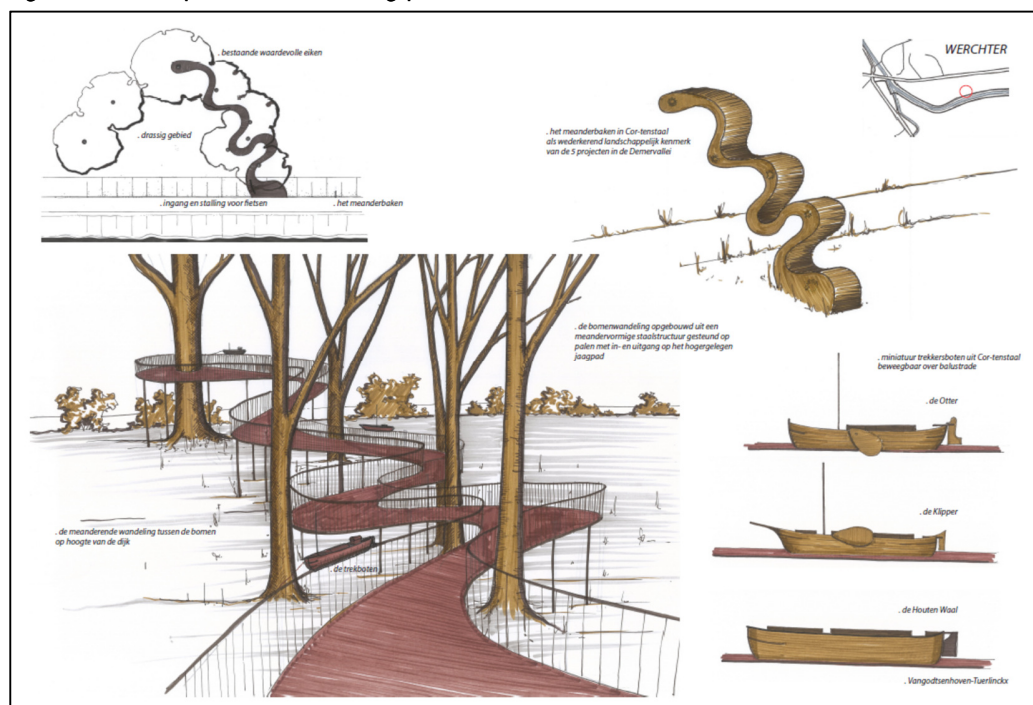 . bestaande waardevolle eiken
. drassig gebied
. ingang en stalling voor fietsen
. het meanderbaken
WERCHTER
. het meanderbaken in Cor-tenstaal
als wederkerend landschappelijk kenmerk
van de 5 projecten in de Demervallei
. de bomenwandeling opgebouwd uit een
meandervormige staalstructuur gesteund op
palen met in- en uitgang op het hogergelegen
jaagpad
. miniatuur trekkersboten uit Cor-tenstaal
beweegbaar over balustrade
. de Otter
. de Klipper
. de meanderende wandeling tussen de bomen
op hoogte van de dijk
. de trekboten
. de Houten Waal
. Vangodtsenhoven-Tuerlinckx